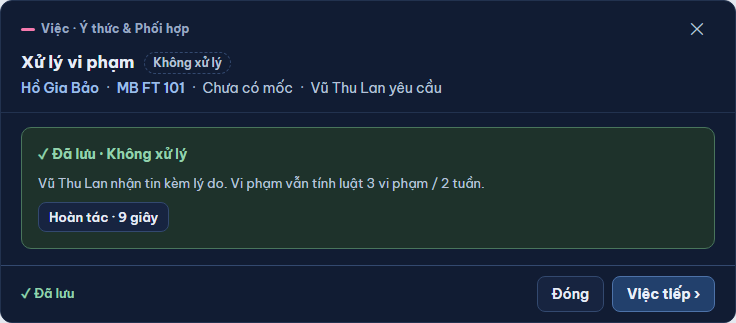 Việc · Ý thức & Phối hợp
Xử lý vi phạm Không xử lý
Hồ Gia Bảo · MB FT 101 · Chưa có mốc · Vũ Thu Lan yêu cầu
✓ Đã lưu · Không xử lý
Vũ Thu Lan nhận tin kèm lý do. Vi phạm vẫn tính luật 3 vi phạm / 2 tuần.
Hoàn tác · 9 giây
✓ Đã lưu
Đóng
Việc tiếp ›